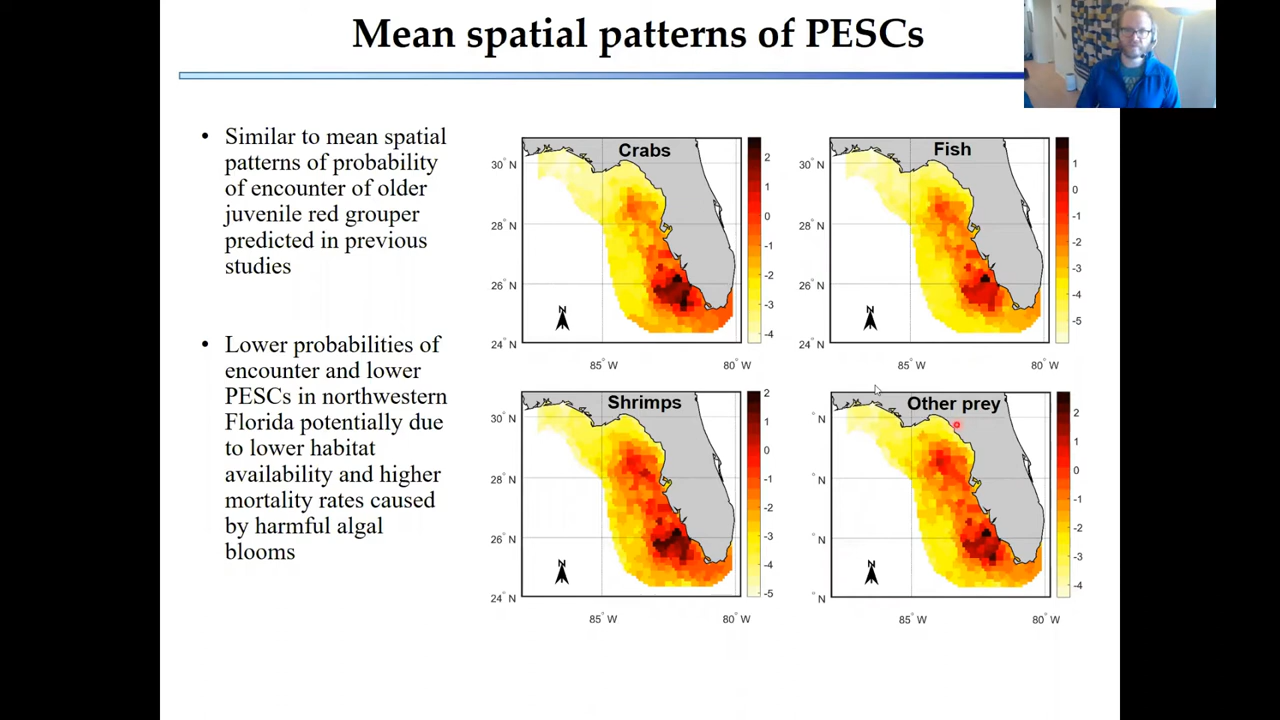 Mean spatial patterns of PESCs
• Similar to mean spatial
patterns of probability
of encounter of older
juvenile red grouper
predicted in previous
studies
• Lower probabilities of
encounter and lower
PESCs in northwestern
Florida potentially due
to lower habitat
availability and higher
mortality rates caused
by harmful algal
blooms
Crabs
30° N
28° N
26° N
24° N
85° W
80° W
N
2
1
0
-1
-2
-3
-4
Fish
30° N
28° N
26° N
24° N
85° W
80° W
N
1
0
-1
-2
-3
-4
-5
Shrimps
30° N
28° N
26° N
24° N
85° W
80° W
N
2
1
0
-1
-2
-3
-4
-5
Other prey
° N
° N
° N
° N
85° W
80° W
N
2
1
0
-1
-2
-3
-4